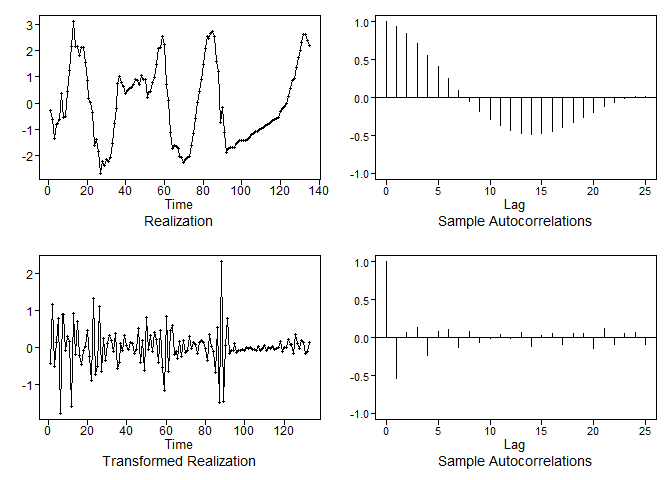 3
2
1
0
-1
-2
0 20 40 60 80 100 120 140
Time
Realization
1.0
0.5
0.0
-0.5
-1.0
0 5 10 15 20 25
Lag
Sample Autocorrelations
2
1
0
-1
0 20 40 60 80 100 120
Time
Transformed Realization
1.0
0.5
0.0
-0.5
-1.0
0 5 10 15 20 25
Lag
Sample Autocorrelations